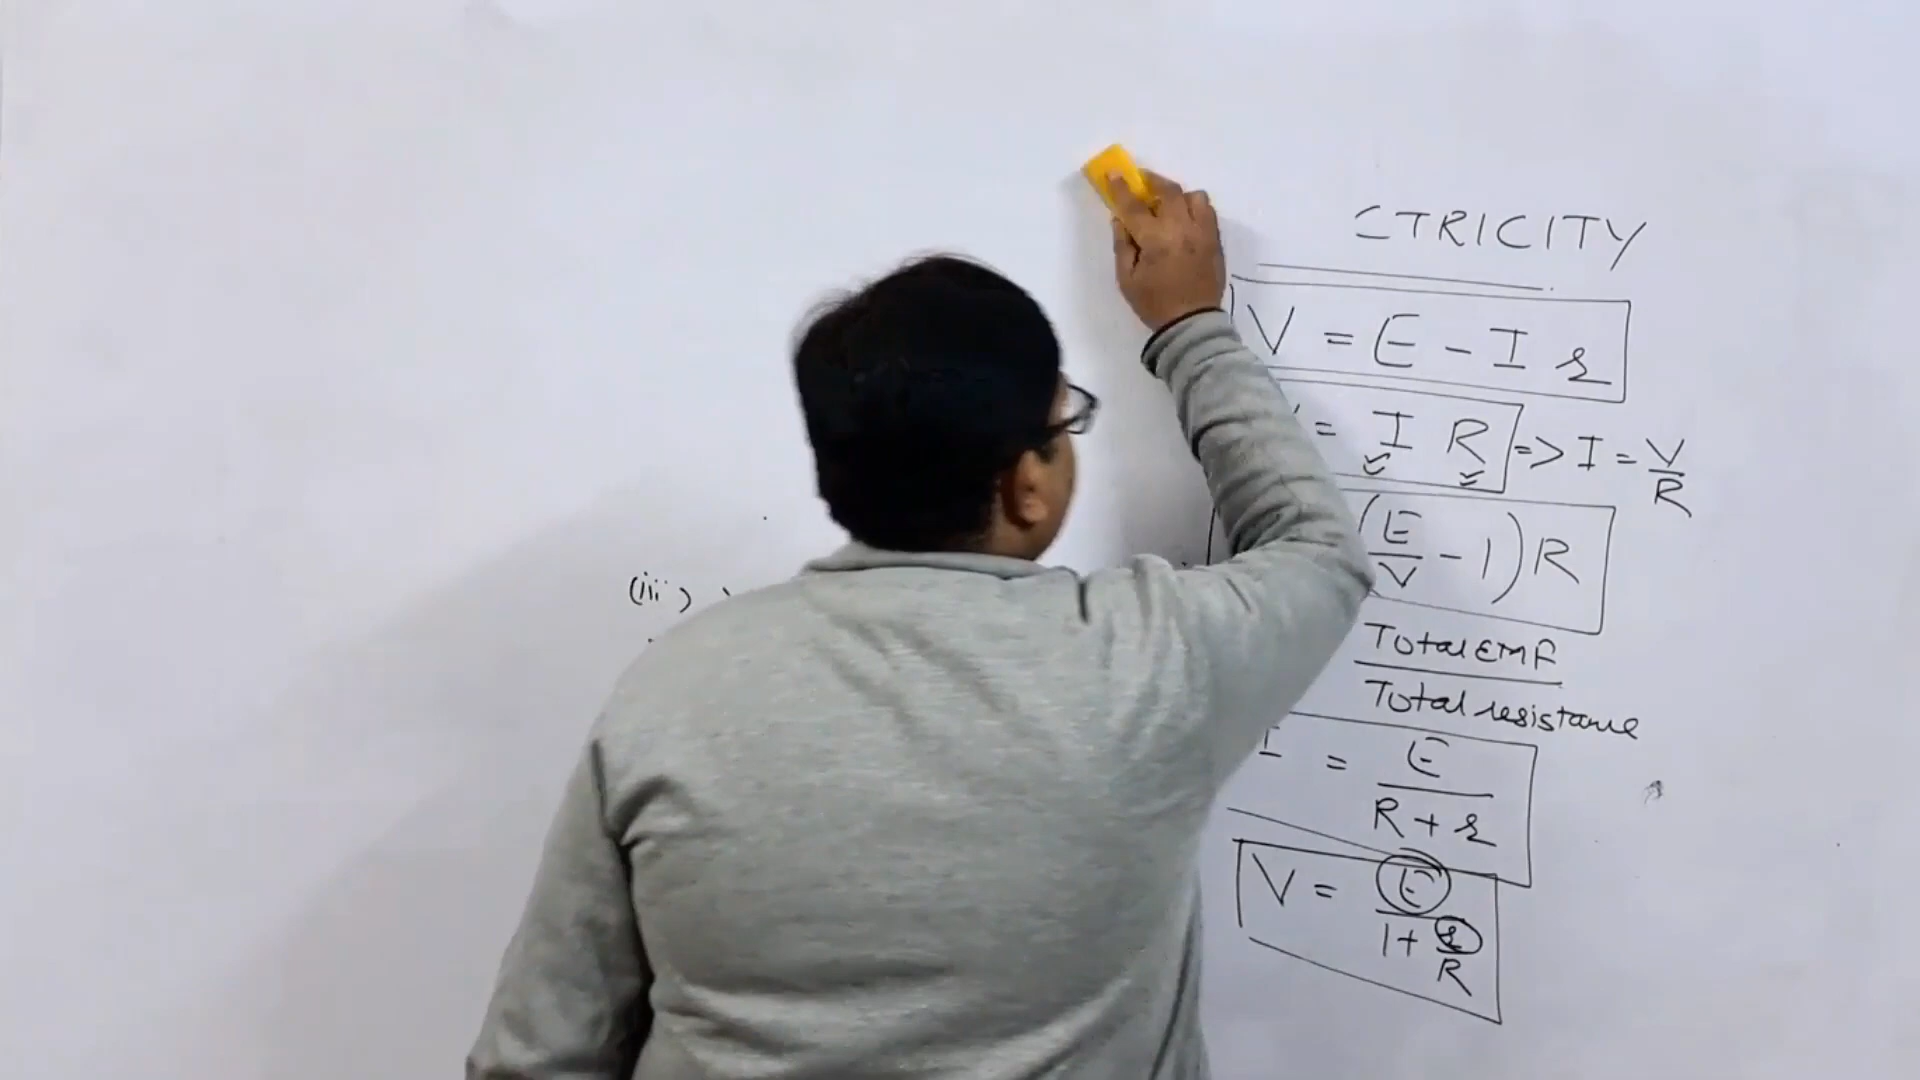 CTRICITY
V = E - I r
= I R => I = V/R
(E/V - 1) R
Total EMF
Total resistance
I = E/(R + r)
V = E/(1 + r/R)
(iii)